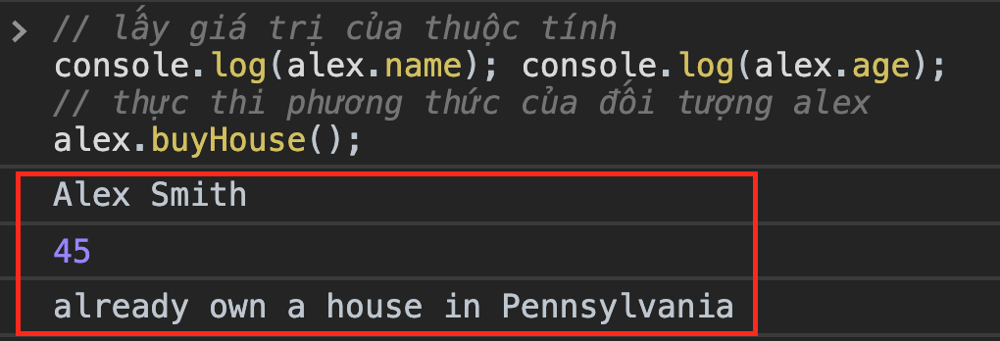 > // lấy giá trị của thuộc tính
console.log(alex.name); console.log(alex.age);
// thực thi phương thức của đối tượng alex
alex.buyHouse();
Alex Smith
45
already own a house in Pennsylvania